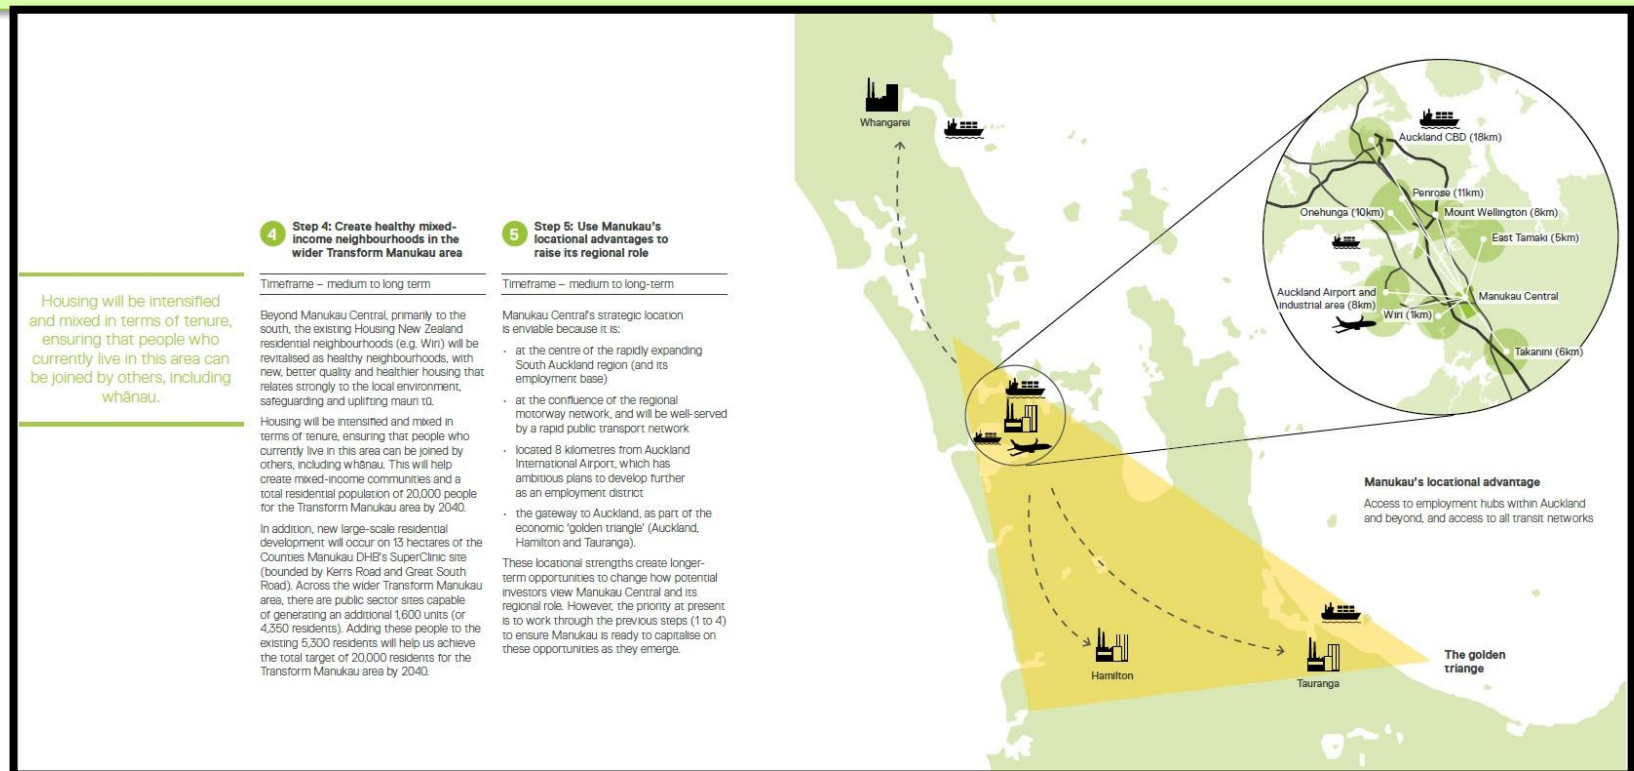 Housing will be intensified
and mixed in terms of tenure,
ensuring that people who
currently live in this area can
be joined by others, including
whānau.
4
Step 4: Create healthy mixed-
income neighbourhoods in the
wider Transform Manukau area
Timeframe – medium to long term
Beyond Manukau Central, primarily to the
south, the existing Housing New Zealand
residential neighbourhoods (e.g. Wiri) will be
revitalised as healthy neighbourhoods, with
new, better quality and healthier housing that
relates strongly to the local environment,
safeguarding and uplifting mauri tū.
Housing will be intensified and mixed in
terms of tenure, ensuring that people who
currently live in this area can be joined by
others, including whānau. This will help
create mixed-income communities and a
total residential population of 20,000 people
for the Transform Manukau area by 2040.
In addition, new large-scale residential
development will occur on 13 hectares of the
Counties Manukau DHB's SuperClinic site
(bounded by Kerrs Road and Great South
Road). Across the wider Transform Manukau
area, there are public sector sites capable
of generating an additional 1,600 units (or
4,350 residents). Adding these people to the
existing 5,300 residents will help us achieve
the total target of 20,000 residents for the
Transform Manukau area by 2040.
5
Step 5: Use Manukau's
locational advantages to
raise its regional role
Timeframe – medium to long-term
Manukau Central's strategic location
is enviable because it is:
· at the centre of the rapidly expanding
South Auckland region (and its
employment base)
· at the confluence of the regional
motorway network, and will be well-served
by a rapid public transport network
· located 8 kilometres from Auckland
International Airport, which has
ambitious plans to develop further
as an employment district
· the gateway to Auckland, as part of the
economic 'golden triangle' (Auckland,
Hamilton and Tauranga).
These locational strengths create longer-
term opportunities to change how potential
investors view Manukau Central and its
regional role. However, the priority at present
is to work through the previous steps (1 to 4)
to ensure Manukau is ready to capitalise on
these opportunities as they emerge.
Whangarei
Auckland CBD (18km)
Penrose (11km)
Onehunga (10km)
Mount Wellington (8km)
East Tamaki (5km)
Auckland Airport and
industrial area (8km)
Manukau Central
Wiri (1km)
Takanini (6km)
Manukau's locational advantage
Access to employment hubs within Auckland
and beyond, and access to all transit networks
Hamilton
Tauranga
The golden
triange